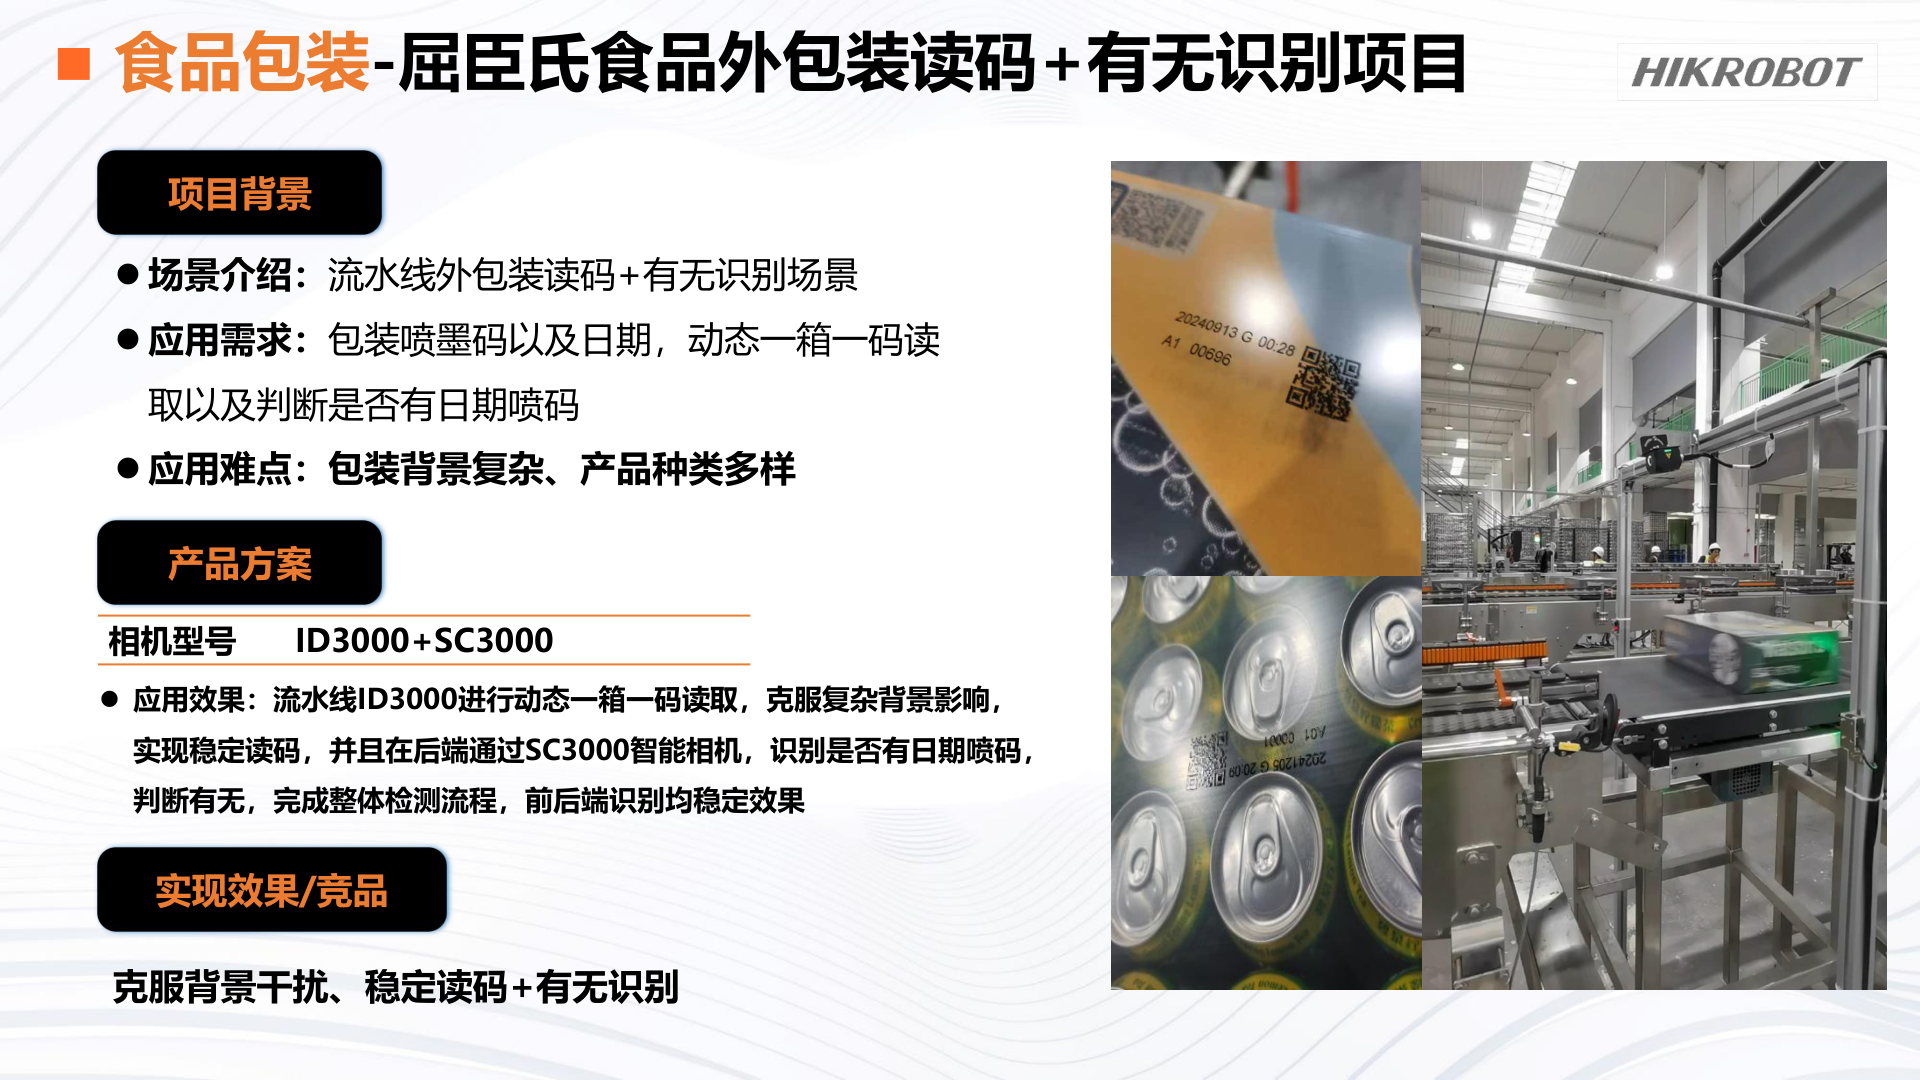 食品包装-屈臣氏食品外包装读码+有无识别项目
HIKROBOT
项目背景
●场景介绍：流水线外包装读码+有无识别场景
●应用需求：包装喷墨码以及日期，动态一箱一码读
取以及判断是否有日期喷码
●应用难点：包装背景复杂、产品种类多样
产品方案
相机型号 ID3000+SC3000
● 应用效果：流水线ID3000进行动态一箱一码读取，克服复杂背景影响，
实现稳定读码，并且在后端通过SC3000智能相机，识别是否有日期喷码，
判断有无，完成整体检测流程，前后端识别均稳定效果
实现效果/竞品
克服背景干扰、稳定读码+有无识别
20240913 G 00:28
A1 00696
20241205 G 20:09
A01 00001